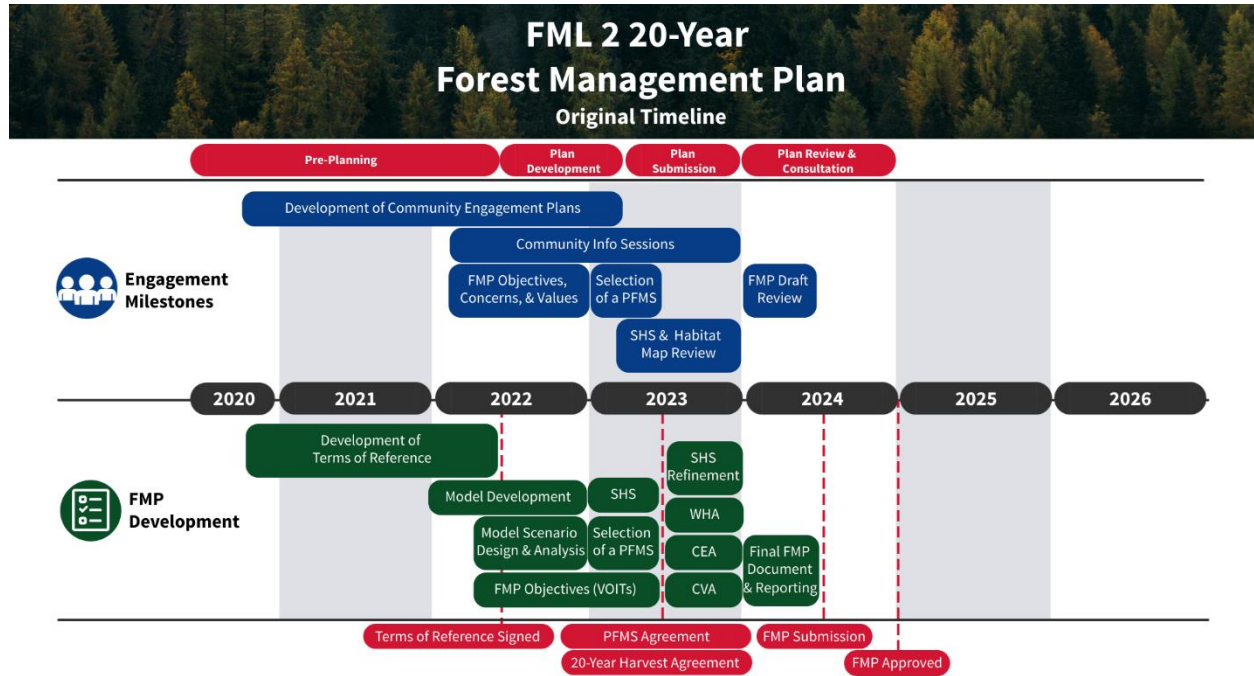 FML 2 20-Year
Forest Management Plan
Original Timeline
Pre-Planning
Plan
Development
Plan
Submission
Plan Review &
Consultation
Development of Community Engagement Plans
Community Info Sessions
Engagement
Milestones
FMP Objectives,
Concerns, & Values
Selection
of a PFMS
FMP Draft
Review
SHS & Habitat
Map Review
2020
2021
2022
2023
2024
2025
2026
Development of
Terms of Reference
SHS
Refinement
FMP
Development
Model Development
SHS
WHA
Model Scenario
Design & Analysis
Selection
of a PFMS
CEA
Final FMP
Document
& Reporting
FMP Objectives (VOITs)
CVA
Terms of Reference Signed
PFMS Agreement
FMP Submission
20-Year Harvest Agreement
FMP Approved